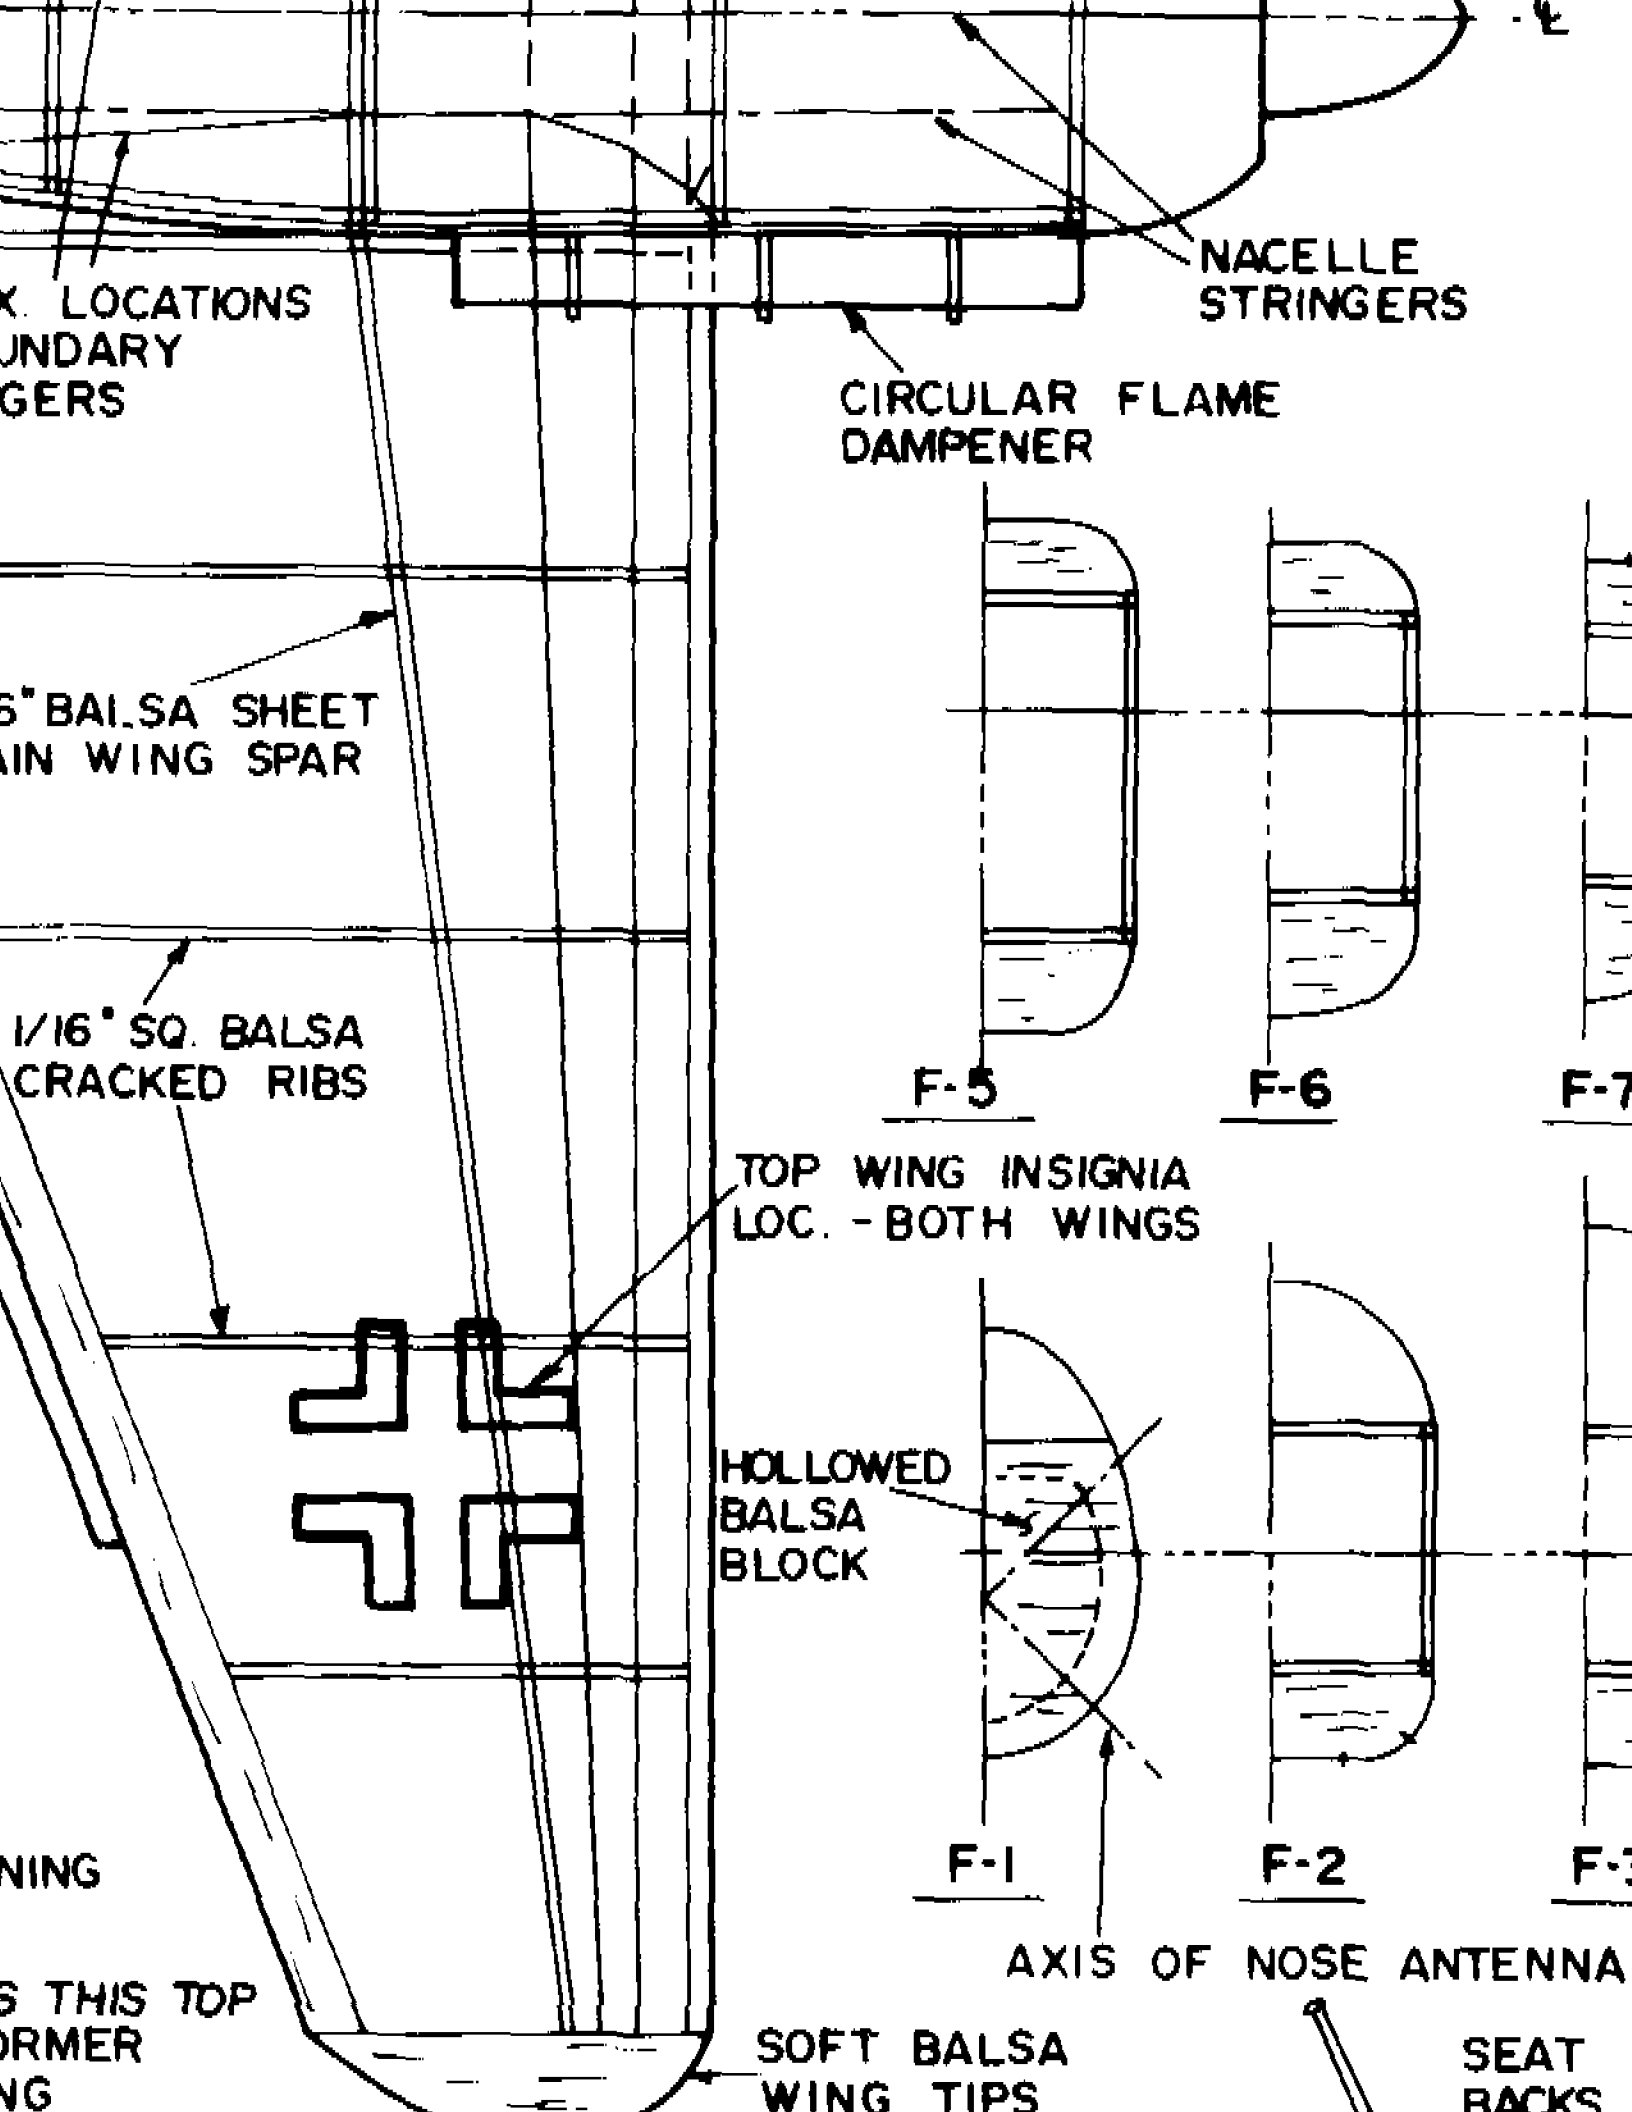 ℄
NACELLE
STRINGERS
X. LOCATIONS
UNDARY
GERS
CIRCULAR FLAME
DAMPENER
6" BALSA SHEET
AIN WING SPAR
1/16" SQ. BALSA
CRACKED RIBS
F-5
F-6
F-7
TOP WING INSIGNIA
LOC. - BOTH WINGS
HOLLOWED
BALSA
BLOCK
F-1
F-2
F-3
NING
AXIS OF NOSE ANTENNA
S THIS TOP
ORMER
NG
SOFT BALSA
WING TIPS
SEAT
BACKS